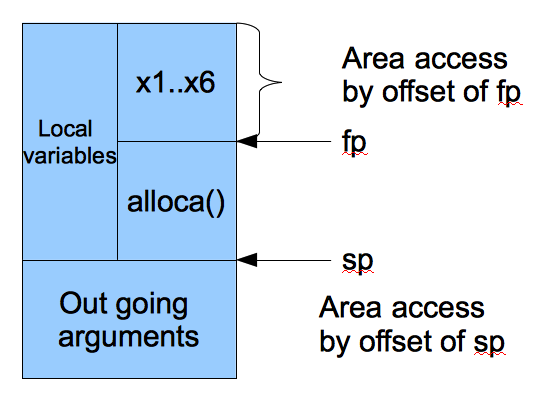 x1..x6
Area access
by offset of fp
Local
variables
fp
alloca()
sp
Out going
arguments
Area access
by offset of sp